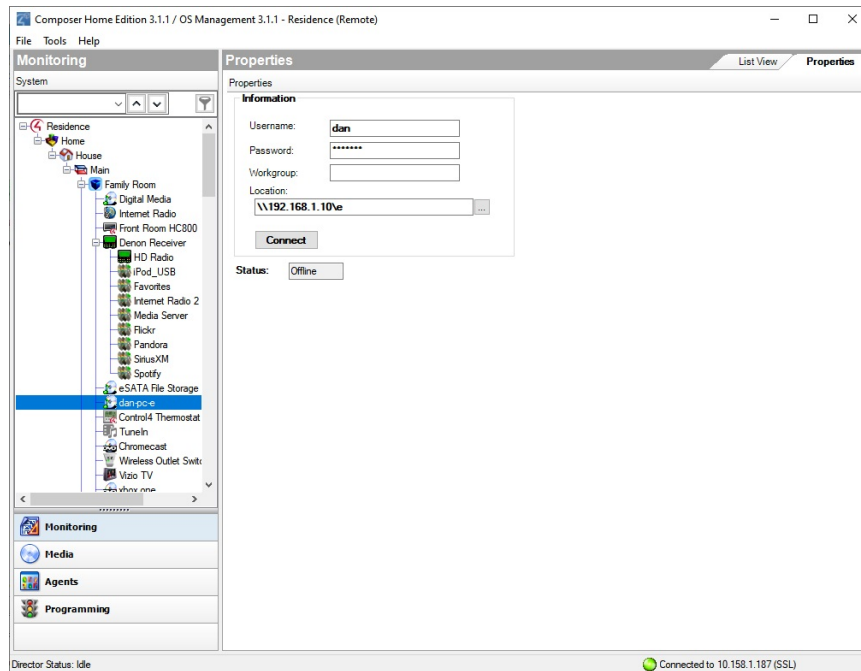 Composer Home Edition 3.1.1 / OS Management 3.1.1 - Residence (Remote)
File Tools Help
Monitoring
System
Residence
Home
House
Main
Family Room
Digital Media
Internet Radio
Front Room HC800
Denon Receiver
HD Radio
iPod_USB
Favorites
Internet Radio 2
Media Server
Flickr
Pandora
SiriusXM
Spotify
eSATA File Storage
dan-pc-e
Control4 Thermostat
TuneIn
Chromecast
Wireless Outlet Switc
Vizio TV
xbox one
Monitoring
Media
Agents
Programming
Properties
List View
Properties
Properties
Information
Username: dan
Password: *******
Workgroup:
Location:
\\192.168.1.10\e
...
Connect
Status: Offline
Director Status: Idle
Connected to 10.158.1.187 (SSL)